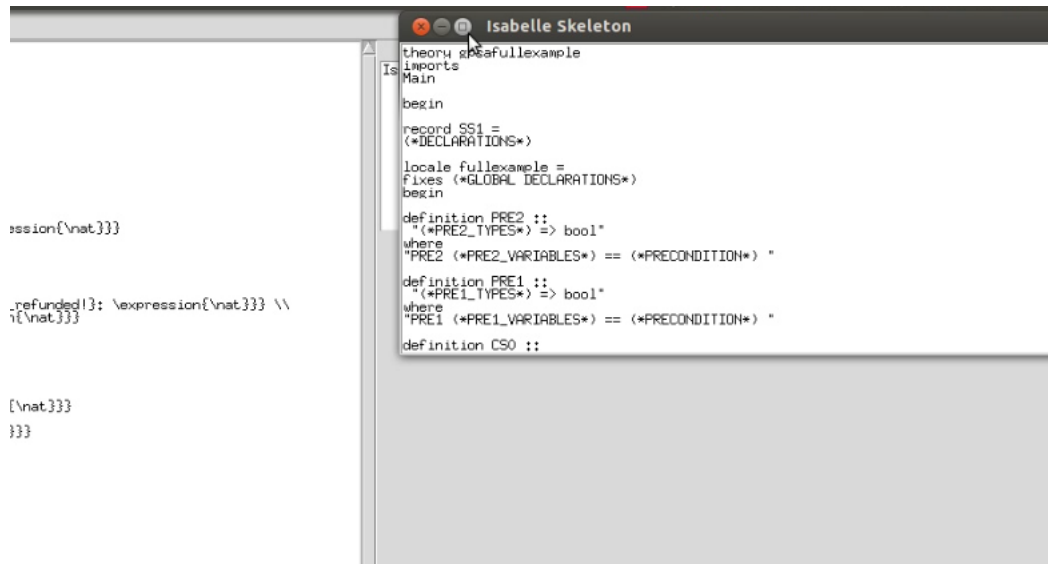 Isabelle Skeleton
theory gpsafullexample
imports
Main
begin
record SS1 =
(*DECLARATIONS*)
locale fullexample =
fixes (*GLOBAL DECLARATIONS*)
begin
definition PRE2 ::
"(*PRE2_TYPES*) => bool"
where
"PRE2 (*PRE2_VARIABLES*) == (*PRECONDITION*) "
definition PRE1 ::
"(*PRE1_TYPES*) => bool"
where
"PRE1 (*PRE1_VARIABLES*) == (*PRECONDITION*) "
definition CS0 ::
Is
ession{\nat}}}
_refunded!}: \expression{\nat}}} \\
n{\nat}}}
{\nat}}}
}}}